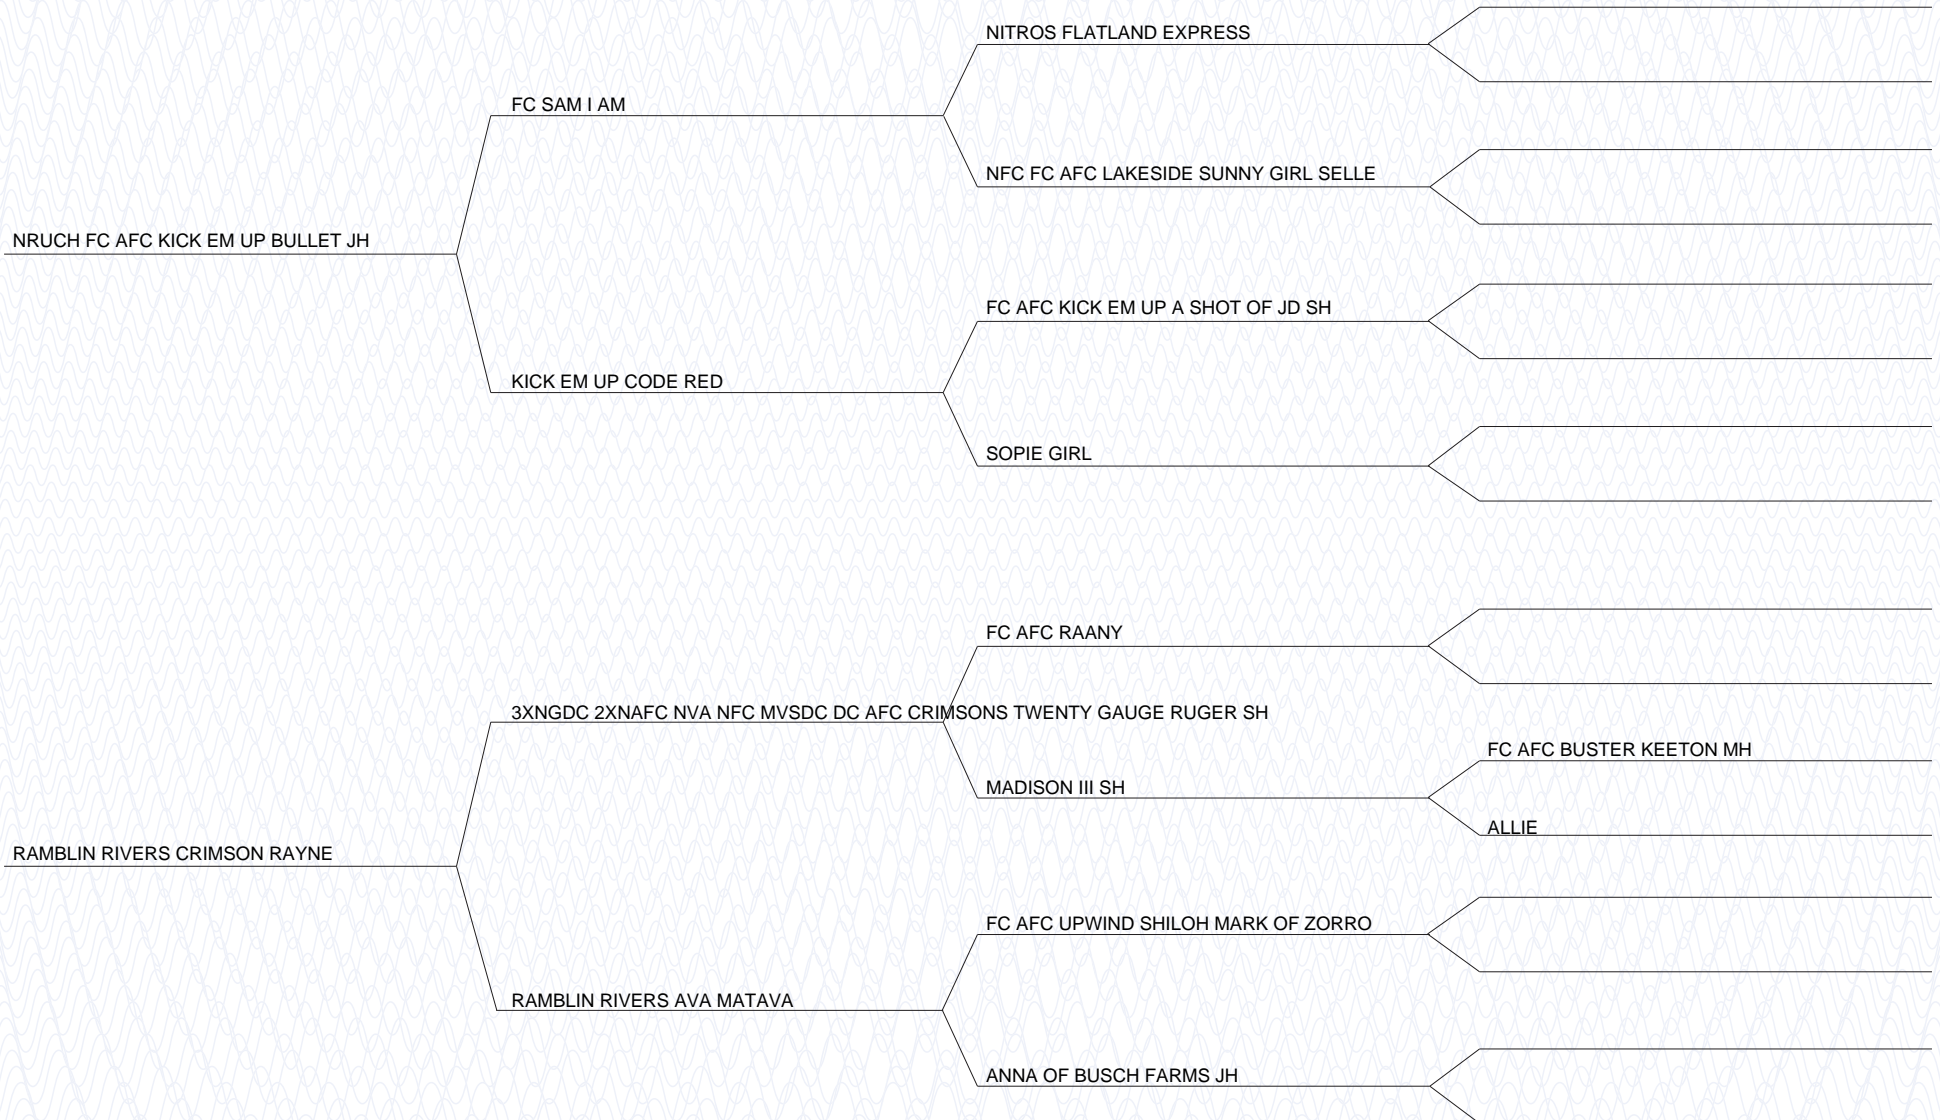 NITROS FLATLAND EXPRESS
FC SAM I AM
NFC FC AFC LAKESIDE SUNNY GIRL SELLE
NRUCH FC AFC KICK EM UP BULLET JH
FC AFC KICK EM UP A SHOT OF JD SH
KICK EM UP CODE RED
SOPIE GIRL
FC AFC RAANY
3XNGDC 2XNAFC NVA NFC MVSDC DC AFC CRIMSONS TWENTY GAUGE RUGER SH
FC AFC BUSTER KEETON MH
MADISON III SH
ALLIE
RAMBLIN RIVERS CRIMSON RAYNE
FC AFC UPWIND SHILOH MARK OF ZORRO
RAMBLIN RIVERS AVA MATAVA
ANNA OF BUSCH FARMS JH